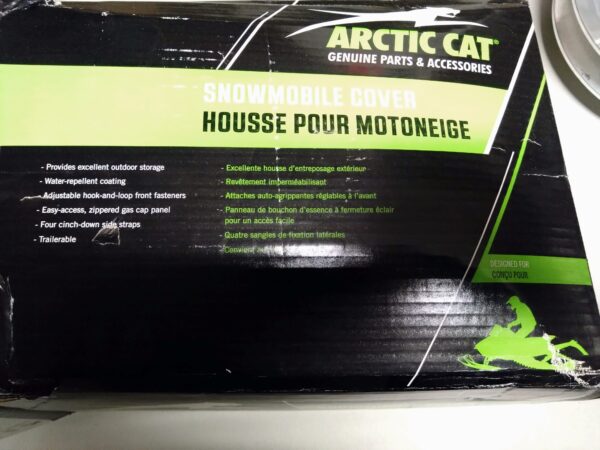 ARCTIC CAT®
GENUINE PARTS & ACCESSORIES
SNOWMOBILE COVER
HOUSSE POUR MOTONEIGE
- Provides excellent outdoor storage
- Water-repellent coating
- Adjustable hook-and-loop front fasteners
- Easy-access, zippered gas cap panel
- Four cinch-down side straps
- Trailerable
- Excellente housse d'entreposage extérieur
- Revêtement imperméabilisant
- Attaches auto-agrippantes réglables à l'avant
- Panneau de bouchon d'essence à fermeture éclair
pour un accès facile
- Quatre sangles de fixation latérales
- Convient
DESIGNED FOR
CONÇU POUR